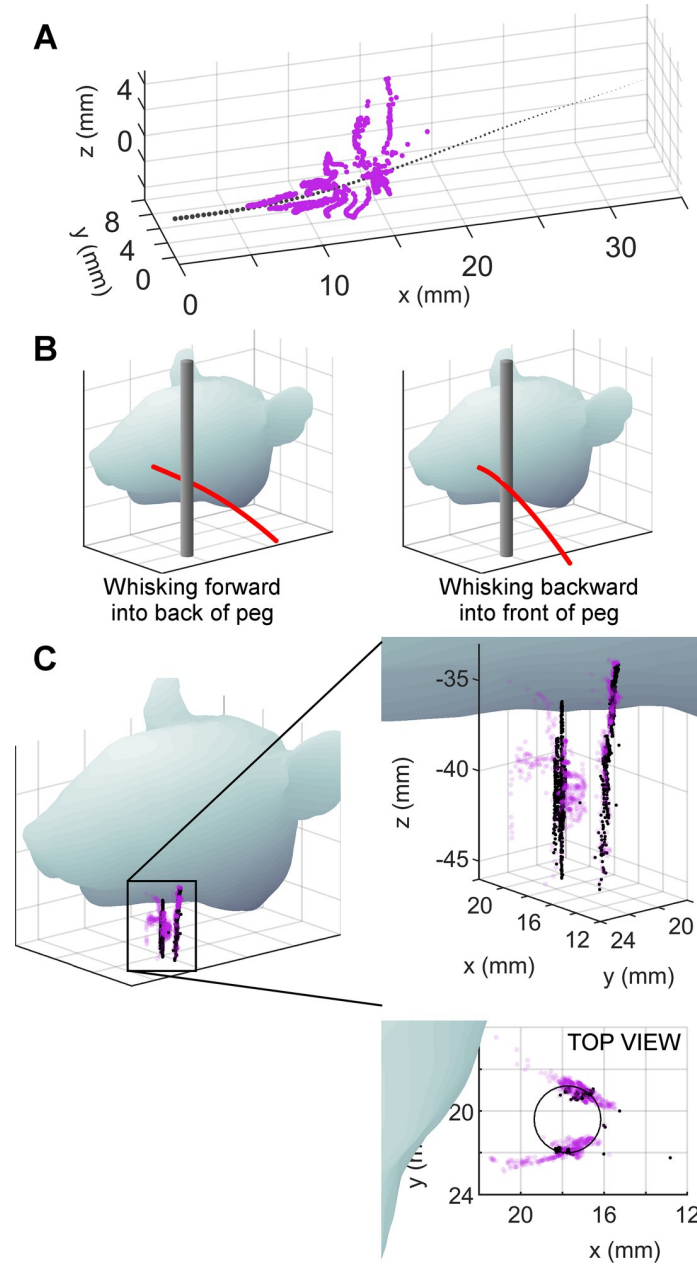 A
z (mm)
4
0
y (mm)
8
4
0
0
10
20
30
x (mm)
B
Whisking forward
into back of peg
Whisking backward
into front of peg
C
-35
-40
-45
z (mm)
20
16
12
24
20
x (mm)
y (mm)
TOP VIEW
20
24
20
16
12
x (mm)